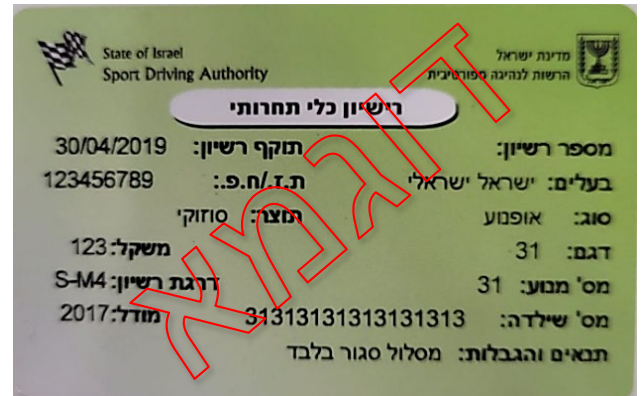 State of Israel
Sport Driving Authority
מדינת ישראל
הרשות לנהיגה ספורטיבית
רישיון כלי תחרותי
מספר רשיון: תוקף רשיון: 30/04/2019
בעלים: ישראל ישראלי ת.ז./ח.פ.: 123456789
סוג: אופנוע תוצר: סוזוקי
דגם: 31 משקל: 123
מס' מנוע: 31 דרגת רשיון: S-M4
מס' שילדה: 31313131313131313 מודל: 2017
תנאים והגבלות: מסלול סגור בלבד
דוגמא